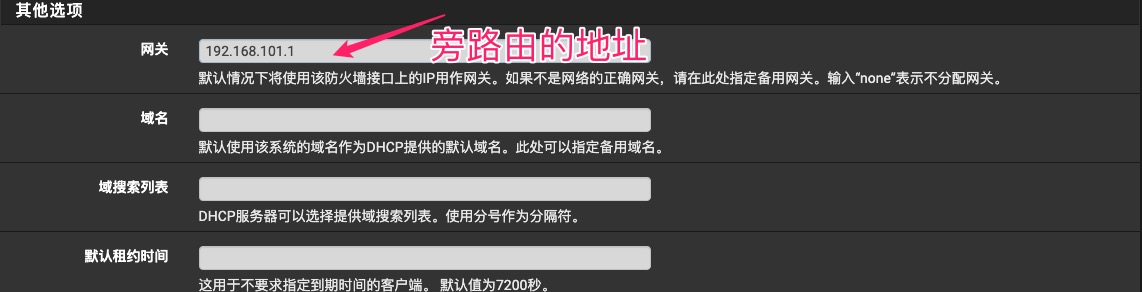 其他选项
网关
192.168.101.1
旁路由的地址
默认情况下将使用该防火墙接口上的IP用作网关。如果不是网络的正确网关，请在此处指定备用网关。输入“none”表示不分配网关。
域名
默认使用该系统的域名作为DHCP提供的默认域名。此处可以指定备用域名。
域搜索列表
DHCP服务器可以选择提供域搜索列表。使用分号作为分隔符。
默认租约时间
这用于不要求指定到期时间的客户端。 默认值为7200秒。